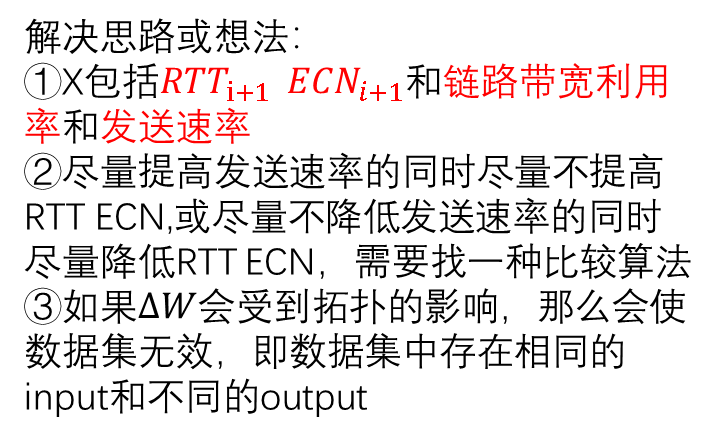 解决思路或想法：
①X包括𝑅𝑇𝑇ᵢ₊₁ 𝐸𝐶𝑁ᵢ₊₁和链路带宽利用
率和发送速率
②尽量提高发送速率的同时尽量不提高
RTT ECN,或尽量不降低发送速率的同时
尽量降低RTT ECN，需要找一种比较算法
③如果Δ𝑊会受到拓扑的影响，那么会使
数据集无效，即数据集中存在相同的
input和不同的output